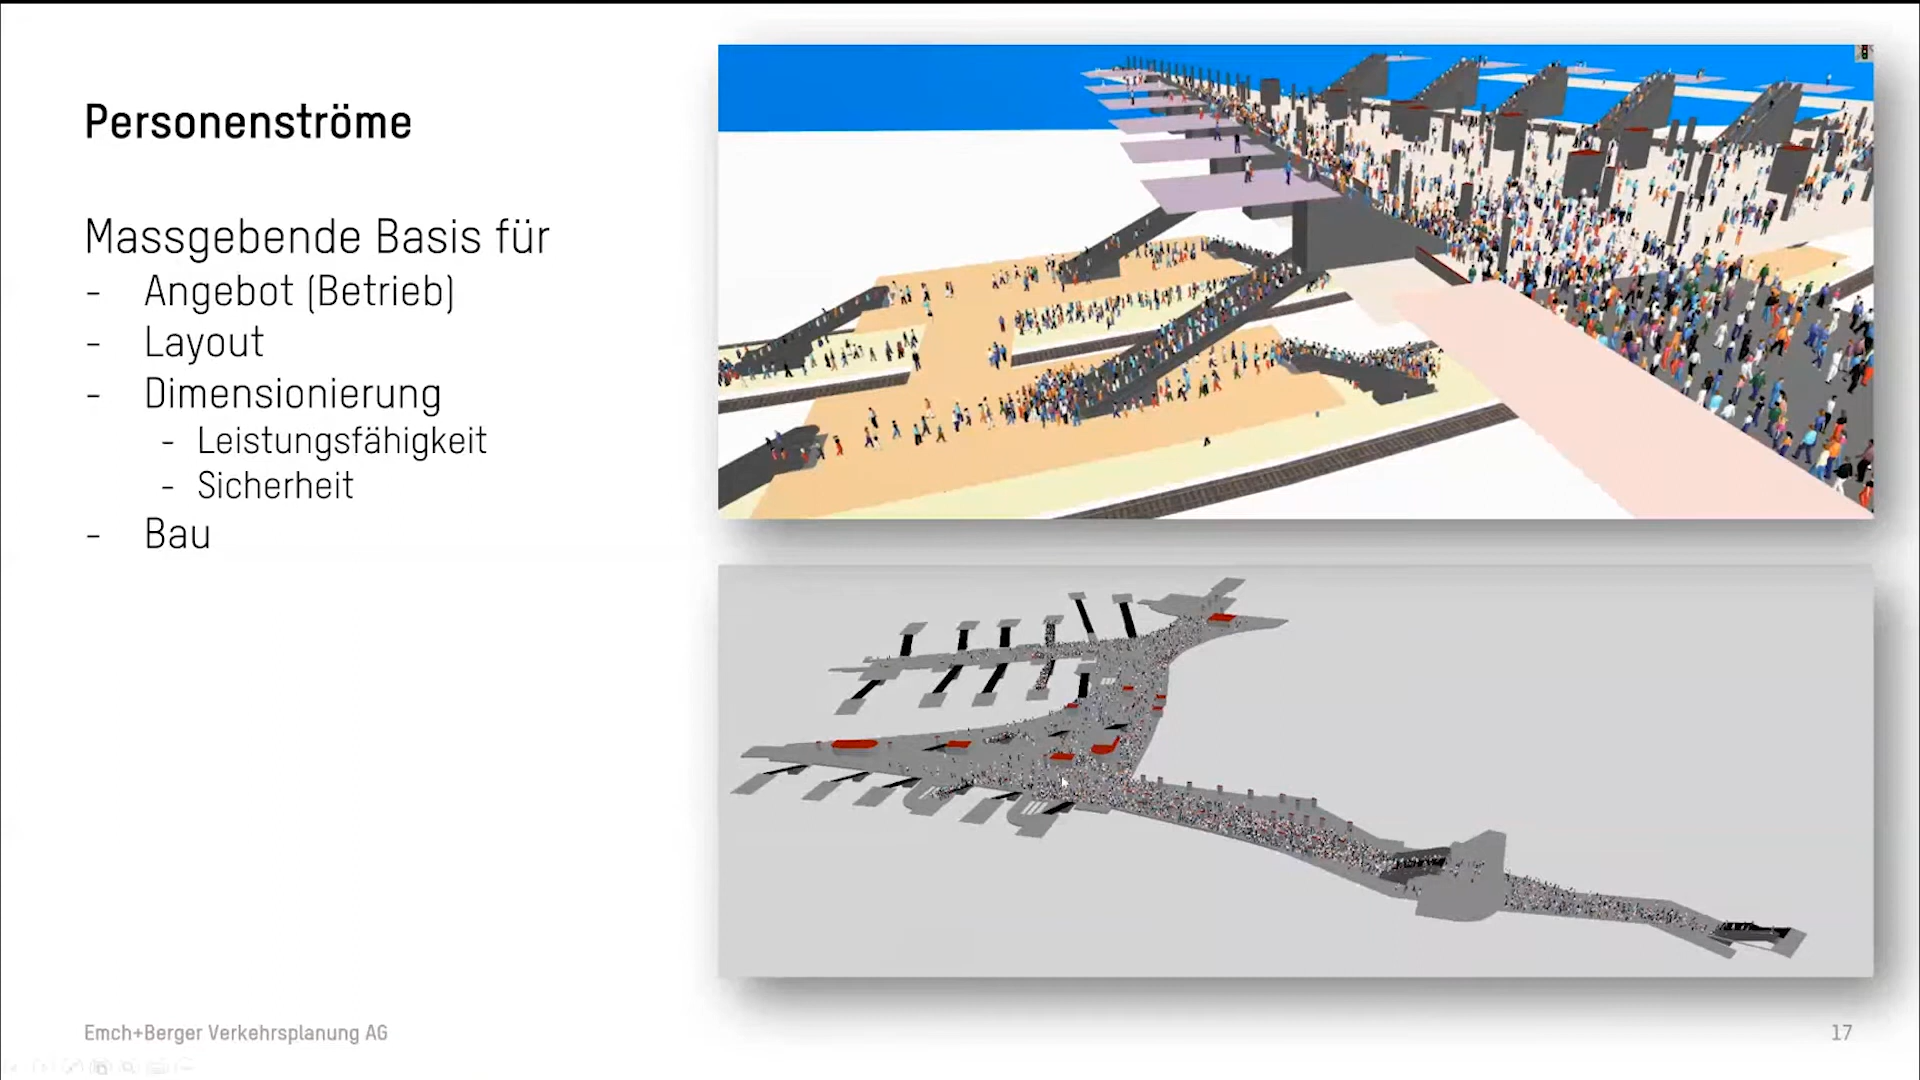 Personenströme
Massgebende Basis für
- Angebot (Betrieb)
- Layout
- Dimensionierung
- Leistungsfähigkeit
- Sicherheit
- Bau
Emch+Berger Verkehrsplanung AG
17